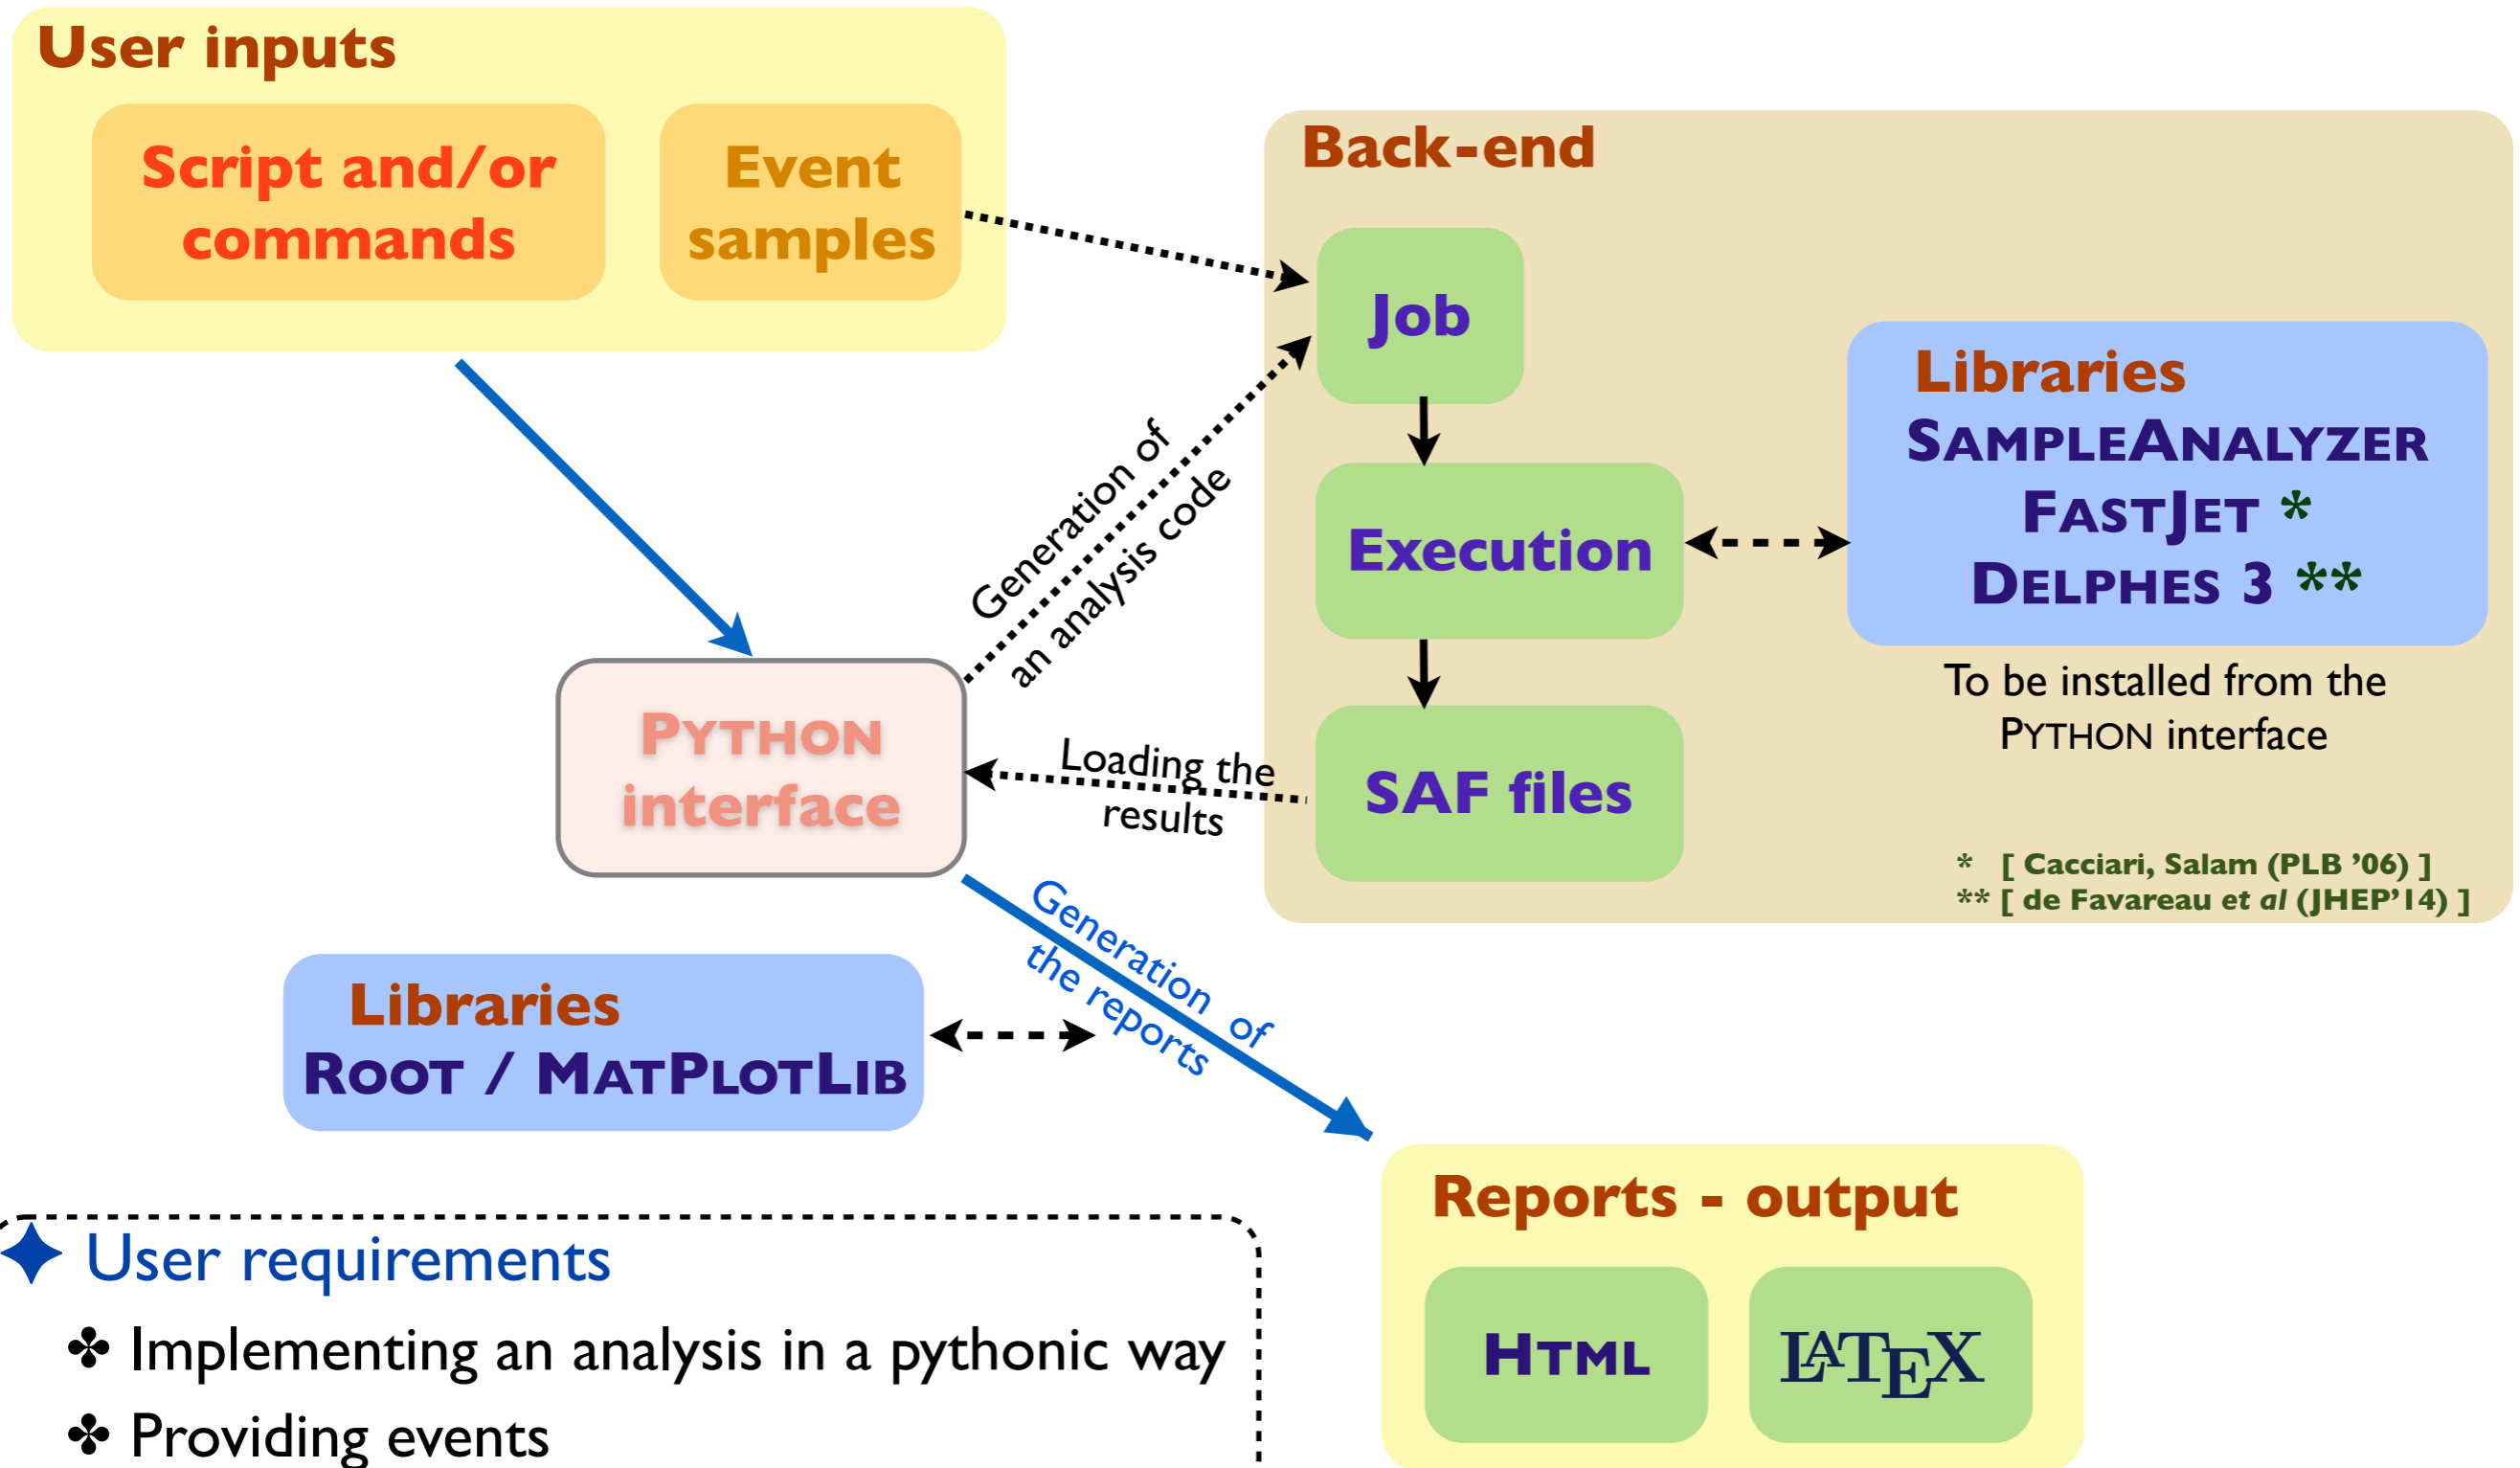 User inputs
Script and/or
commands
Event
samples
Back-end
Job
Execution
SAF files
Libraries
SAMPLEANALYZER
FASTJET *
DELPHES 3 **
To be installed from the
PYTHON interface
* [ Cacciari, Salam (PLB ’06) ]
** [ de Favareau et al (JHEP’14) ]
Generation of
an analysis code
PYTHON
interface
Loading the
results
Generation of
the reports
Libraries
ROOT / MATPLOTLIB
Reports - output
HTML
LATEX
User requirements
Implementing an analysis in a pythonic way
Providing events